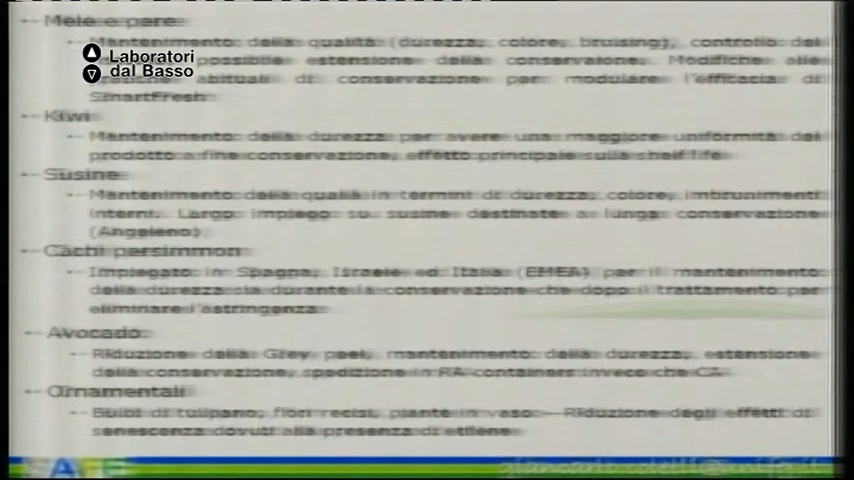 -- Mele e pere
-- Mantenimento della qualità (durezza, colore, bruising), controllo del
possibile estensione della conservaione. Modifiche alle
abituali di conservazione per modulare l'efficacia di
SmartFresh
-- Kiwi
-- Mantenimento della durezza per avere una maggiore uniformità del
prodotto a fine conservazione, effetto principale sulla shelf life
-- Susine
-- Mantenimento della qualià in termini di durezza, colore, imbrunimenti
interni. Largo impiego su susine destinate a lunga conservazione
(Angeleno)
-- Cachi persimmon
-- Impiegato in Spagna, Israele ed Italia (EMEA) per il mantenimento
della durezza sia durante la conservazione che dopo il trattamento per
eliminare l'astringenza
-- Avocado
-- Riduzione della Grey peel, mantenimento della durezza, estensione
della conservazione, spedizione in RA containers invece che CA
-- Ornamentali
-- Bulbi di tulipano, fiori recisi, piante in vaso – Riduzione degli effetti di
senescenza dovuti alla presenza di etilene
Laboratori
dal Basso
SAFE